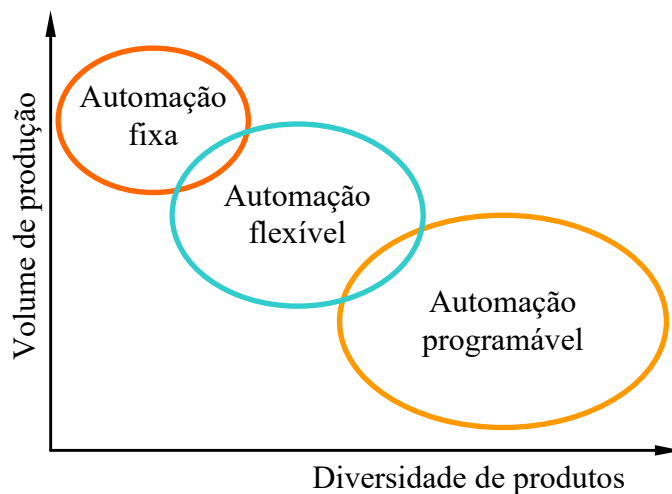 Automação
fixa
Automação
flexível
Automação
programável
Volume de produção
Diversidade de produtos